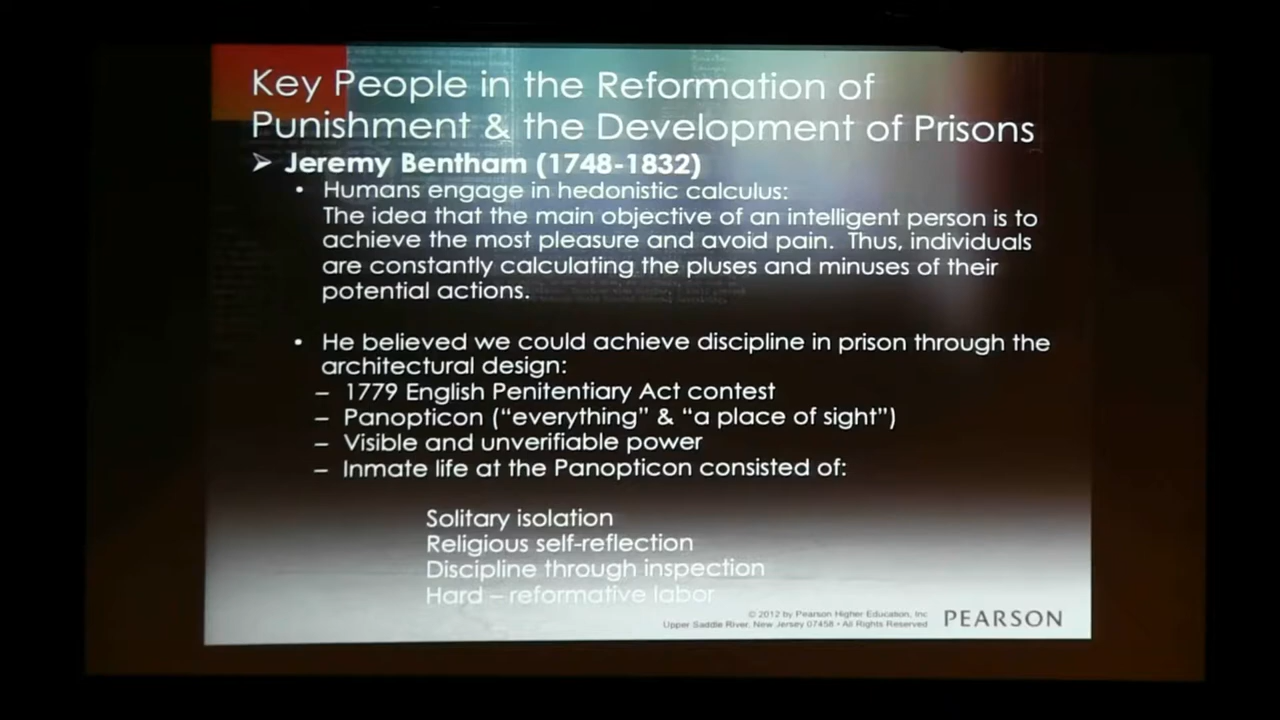 Key People in the Reformation of
Punishment & the Development of Prisons
➢ Jeremy Bentham (1748-1832)
• Humans engage in hedonistic calculus:
The idea that the main objective of an intelligent person is to
achieve the most pleasure and avoid pain. Thus, individuals
are constantly calculating the pluses and minuses of their
potential actions.
• He believed we could achieve discipline in prison through the
architectural design:
– 1779 English Penitentiary Act contest
– Panopticon (“everything” & “a place of sight”)
– Visible and unverifiable power
– Inmate life at the Panopticon consisted of:
Solitary isolation
Religious self-reflection
Discipline through inspection
Hard – reformative labor
© 2012 by Pearson Higher Education, Inc
Upper Saddle River, New Jersey 07458 • All Rights Reserved
PEARSON